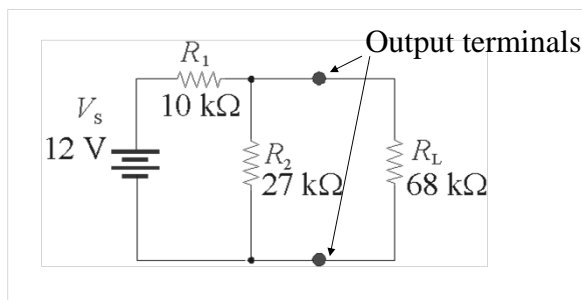 Output terminals
R1
10 kΩ
Vs
12 V
R2
27 kΩ
RL
68 kΩ